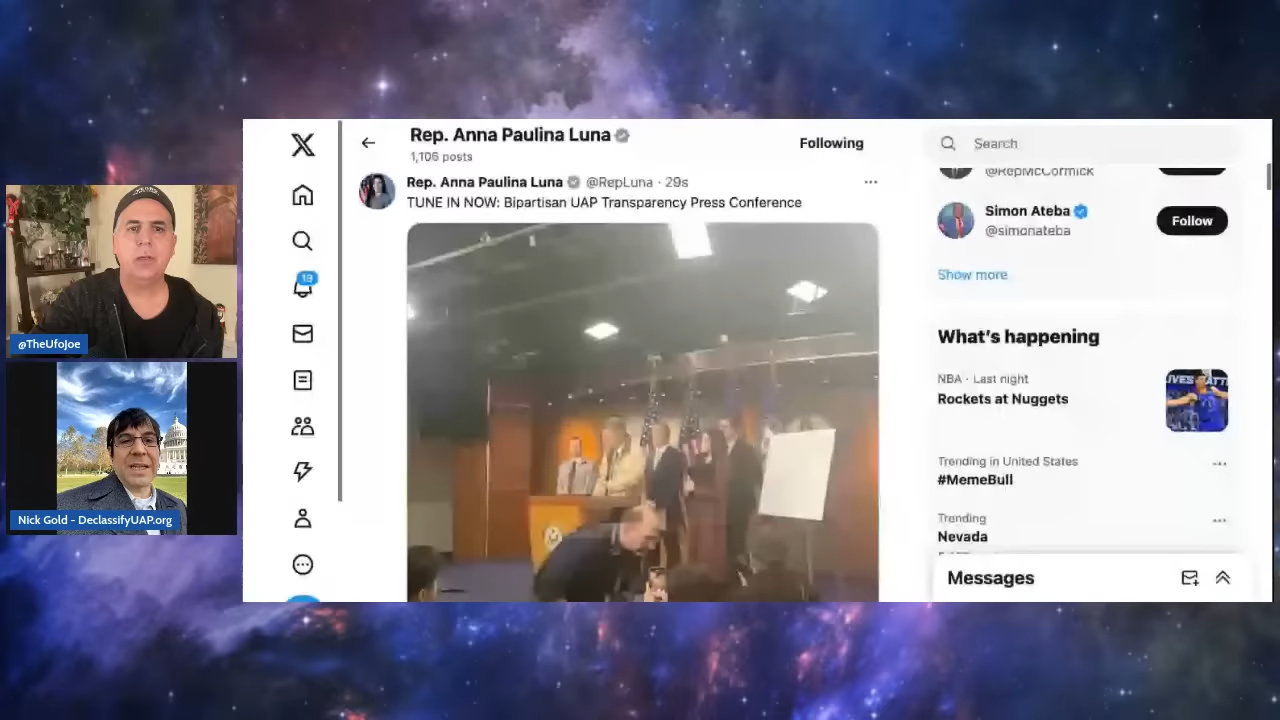 @TheUfoJoe
Nick Gold - DeclassifyUAP.org
Rep. Anna Paulina Luna
1,106 posts
Following
Rep. Anna Paulina Luna @RepLuna · 29s
TUNE IN NOW: Bipartisan UAP Transparency Press Conference
19
Search
@RepMcCormick
Simon Ateba
@simonateba
Follow
Show more
What's happening
NBA · Last night
Rockets at Nuggets
Trending in United States
#MemeBull
Trending
Nevada
Messages